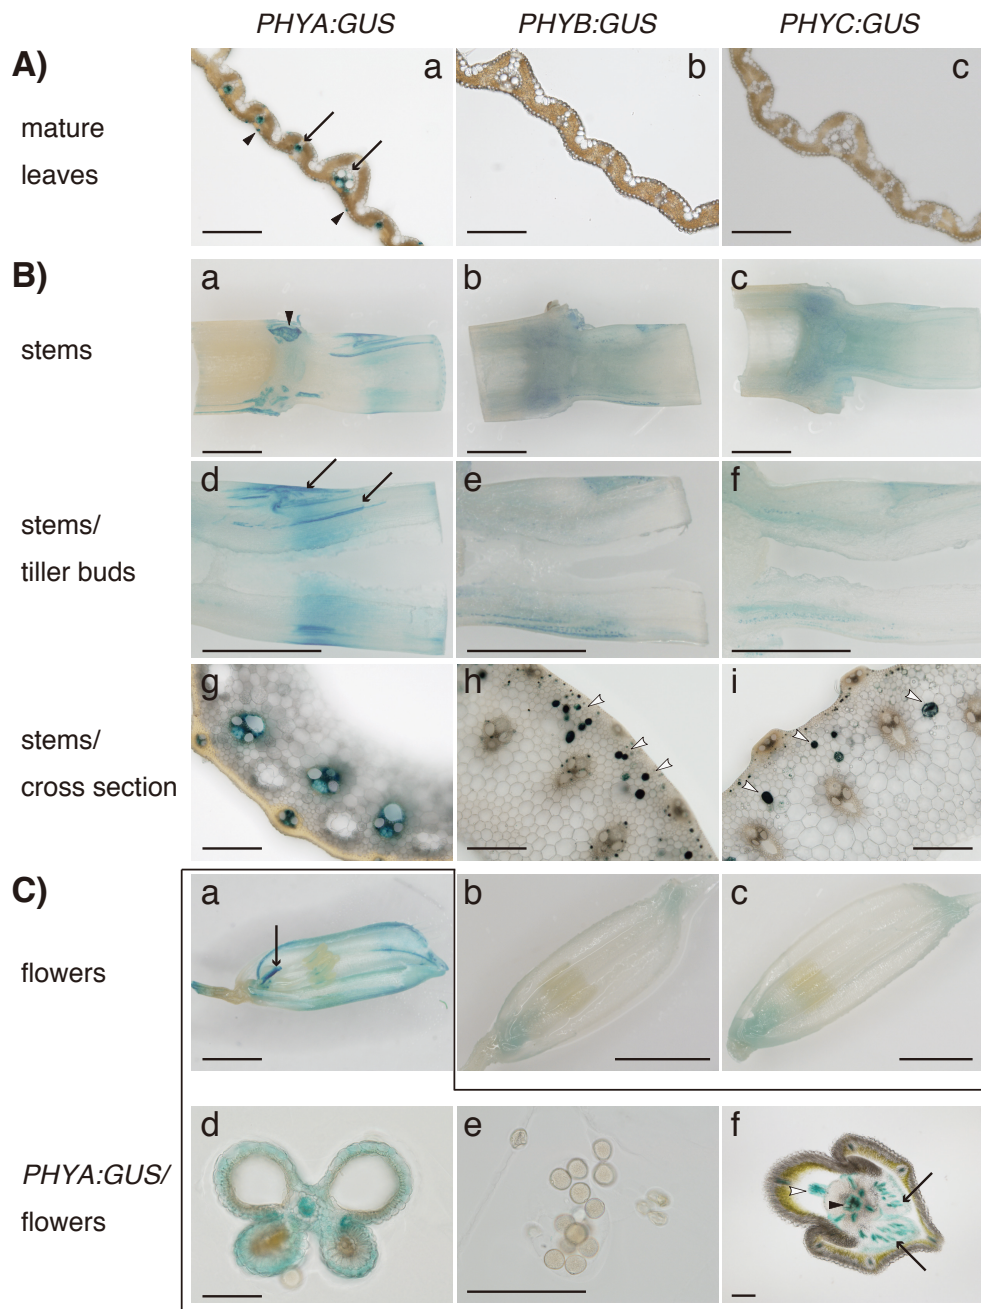 PHYA:GUS PHYB:GUS PHYC:GUS
A)
a b c
mature
leaves
B)
a b c
stems
d e f
stems/
tiller buds
g h i
stems/
cross section
C)
a b c
flowers
d e f
PHYA:GUS/
flowers